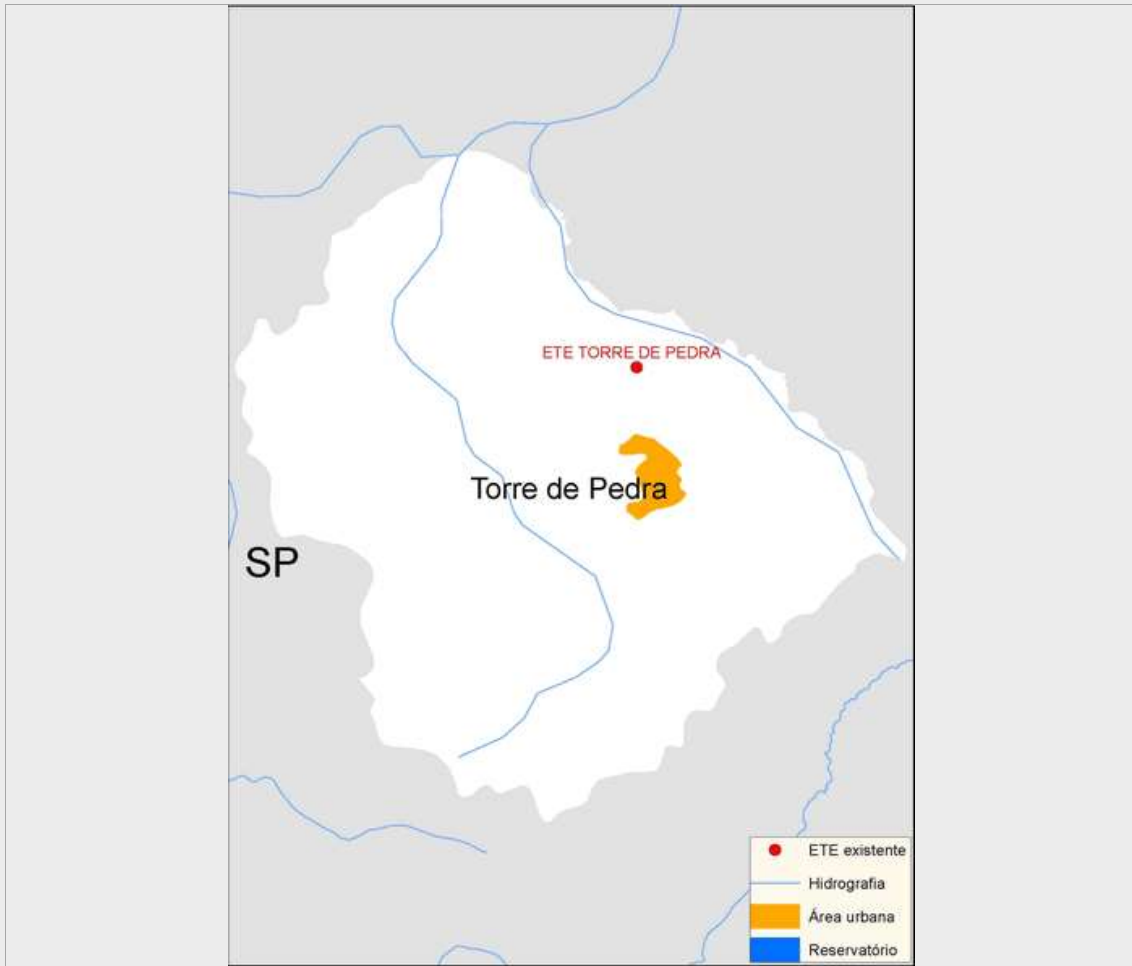 ETE TORRE DE PEDRA
Torre de Pedra
SP
ETE existente
Hidrografia
Área urbana
Reservatório